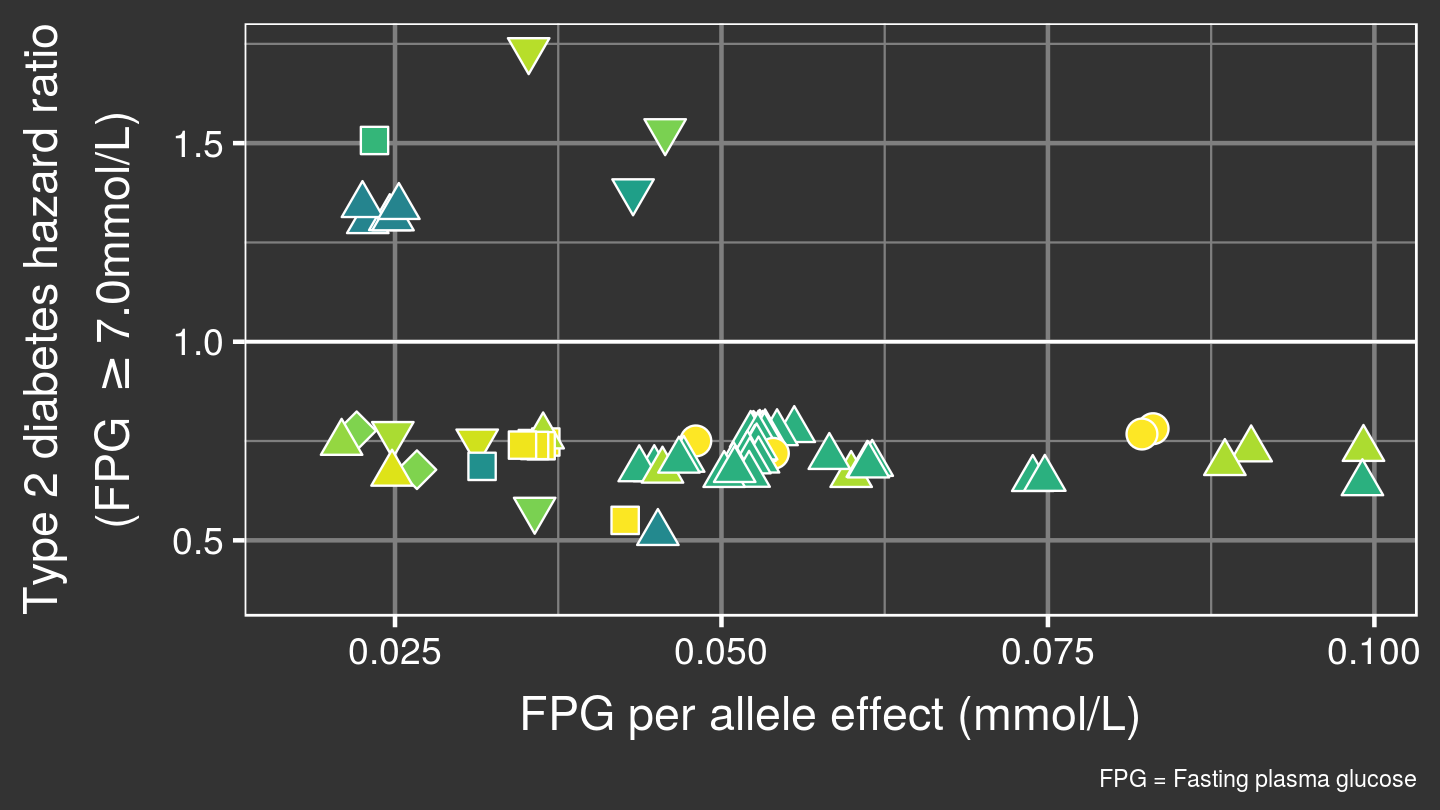 Type 2 diabetes hazard ratio
(FPG ≥ 7.0mmol/L)
1.5
1.0
0.5
0.025 0.050 0.075 0.100
FPG per allele effect (mmol/L)
FPG = Fasting plasma glucose